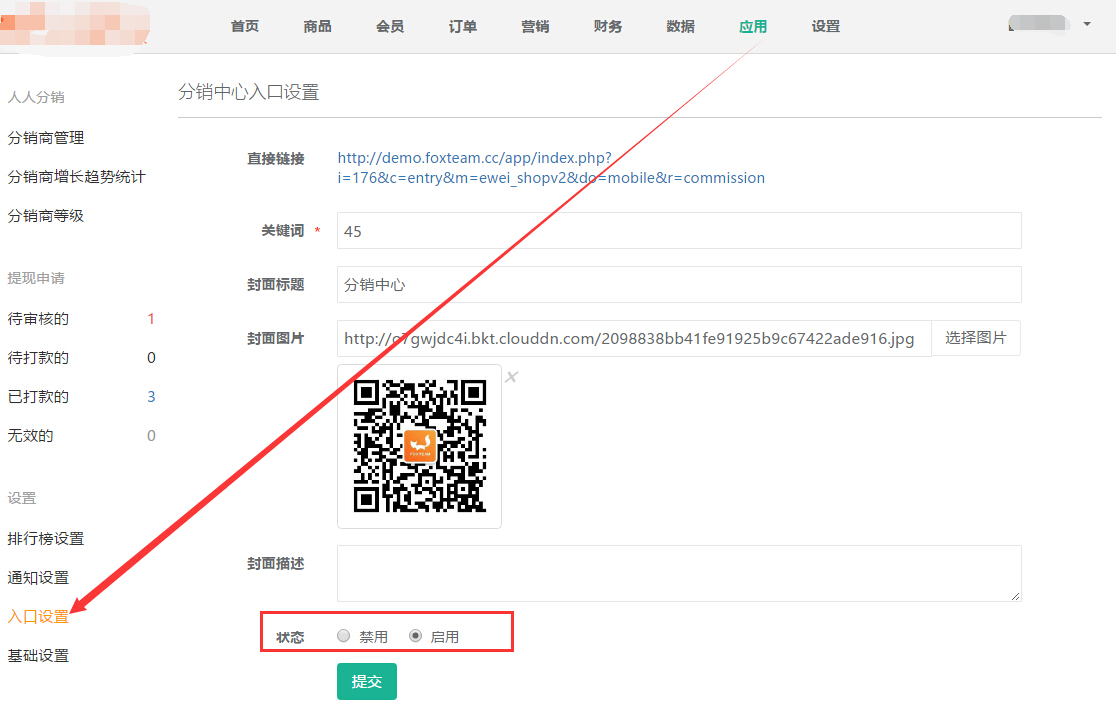 首页 商品 会员 订单 营销 财务 数据 应用 设置
人人分销
分销商管理
分销商增长趋势统计
分销商等级
提现申请
待审核的 1
待打款的 0
已打款的 3
无效的 0
设置
排行榜设置
通知设置
入口设置
基础设置
分销中心入口设置
直接链接 http://demo.foxteam.cc/app/index.php?
i=176&c=entry&m=ewei_shopv2&do=mobile&r=commission
关键词 * 45
封面标题 分销中心
封面图片 http://o7gwjdc4i.bkt.clouddn.com/2098838bb41fe91925b9c67422ade916.jpg 选择图片
FOXTEAM
封面描述
状态 禁用 启用
提交